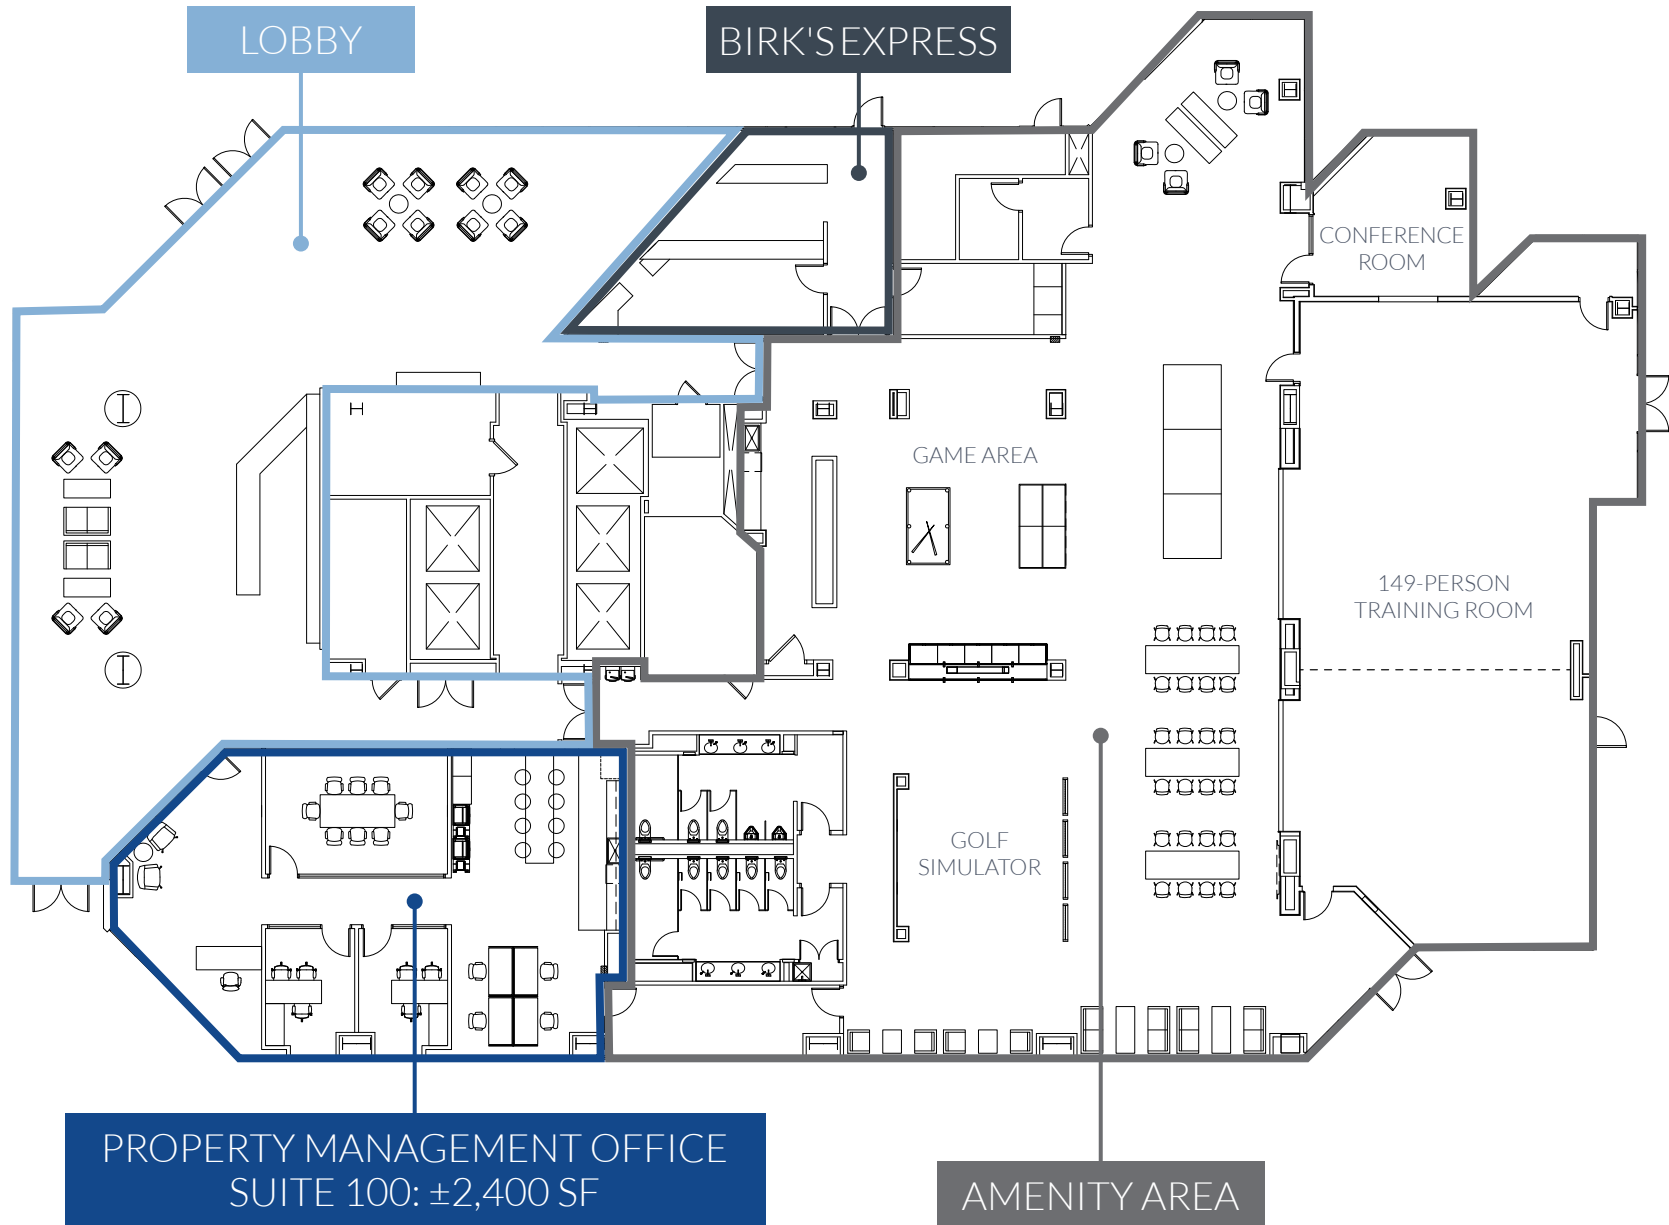 LOBBY
BIRK'S EXPRESS
CONFERENCE
ROOM
GAME AREA
149-PERSON
TRAINING ROOM
GOLF
SIMULATOR
PROPERTY MANAGEMENT OFFICE
SUITE 100: ±2,400 SF
AMENITY AREA